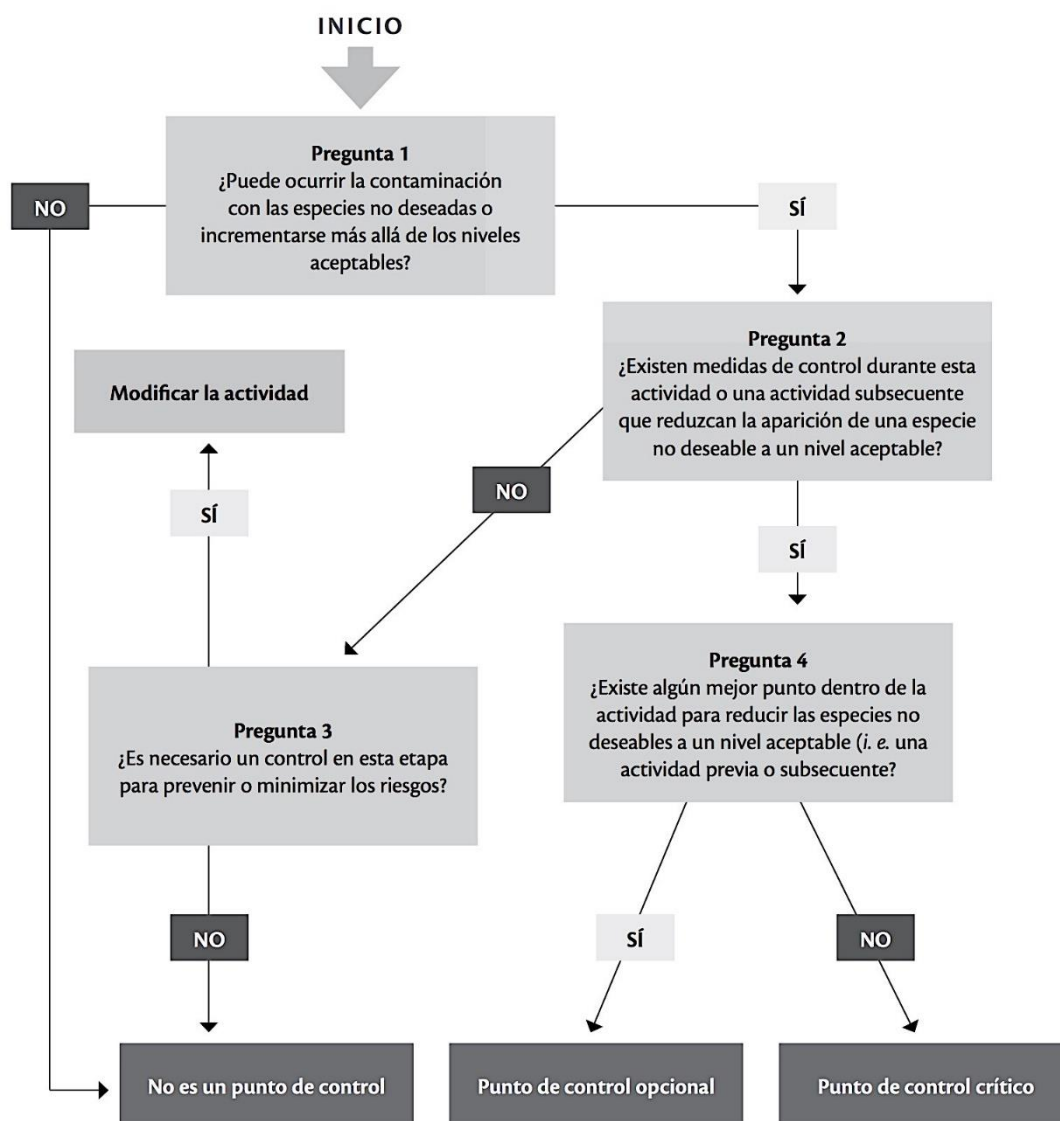 INICIO
Pregunta 1
¿Puede ocurrir la contaminación
con las especies no deseadas o
incrementarse más allá de los niveles
aceptables?
NO
SÍ
Pregunta 2
¿Existen medidas de control durante esta
actividad o una actividad subsecuente
que reduzcan la aparición de una especie
no deseable a un nivel aceptable?
Modificar la actividad
NO
SÍ
SÍ
Pregunta 4
¿Existe algún mejor punto dentro de la
actividad para reducir las especies no
deseables a un nivel aceptable (i. e. una
actividad previa o subsecuente?
Pregunta 3
¿Es necesario un control en esta etapa
para prevenir o minimizar los riesgos?
NO
SÍ
NO
No es un punto de control
Punto de control opcional
Punto de control crítico